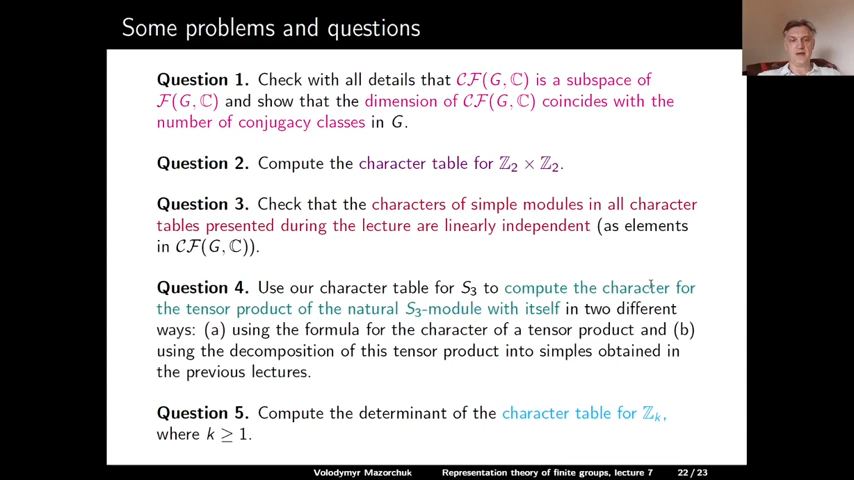 Some problems and questions
Question 1. Check with all details that 𝒞ℱ(G, ℂ) is a subspace of
ℱ(G, ℂ) and show that the dimension of 𝒞ℱ(G, ℂ) coincides with the
number of conjugacy classes in G.
Question 2. Compute the character table for ℤ₂ × ℤ₂.
Question 3. Check that the characters of simple modules in all character
tables presented during the lecture are linearly independent (as elements
in 𝒞ℱ(G, ℂ)).
Question 4. Use our character table for S₃ to compute the character for
the tensor product of the natural S₃-module with itself in two different
ways: (a) using the formula for the character of a tensor product and (b)
using the decomposition of this tensor product into simples obtained in
the previous lectures.
Question 5. Compute the determinant of the character table for ℤₖ,
where k ≥ 1.
Volodymyr Mazorchuk Representation theory of finite groups, lecture 7 22/23